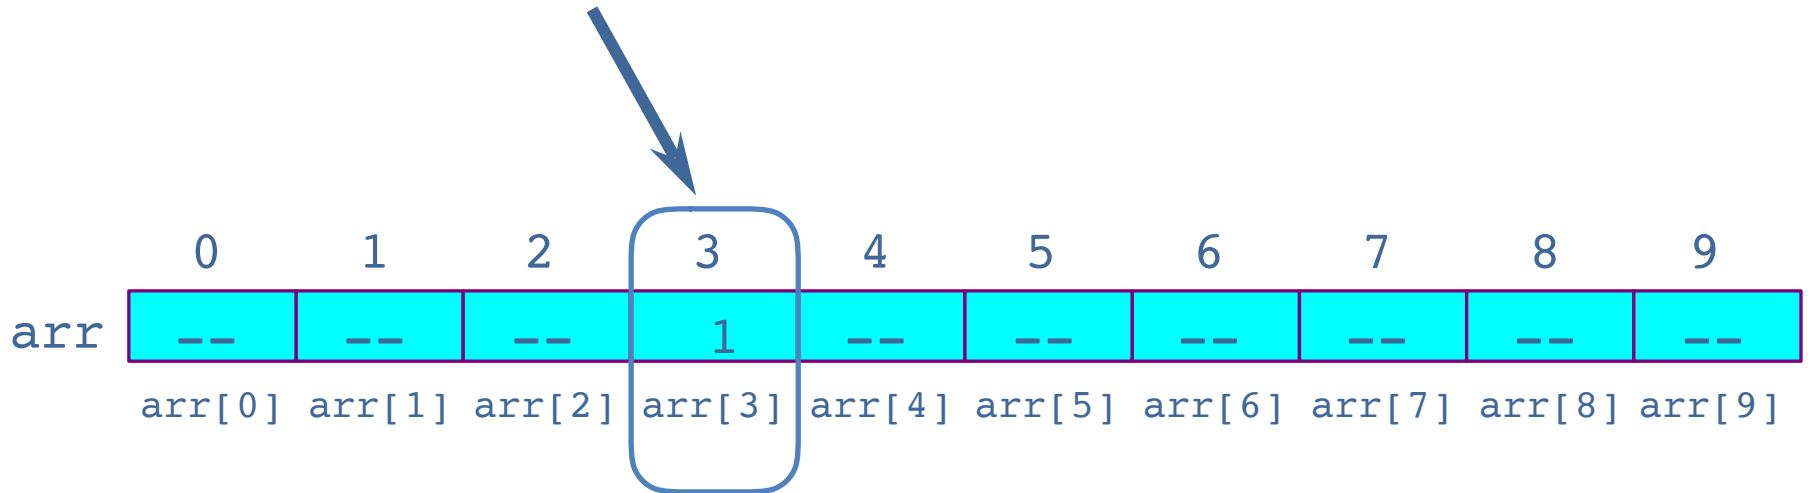 0 1 2 3 4 5 6 7 8 9
arr -- -- -- 1 -- -- -- -- -- --
arr[0] arr[1] arr[2] arr[3] arr[4] arr[5] arr[6] arr[7] arr[8] arr[9]